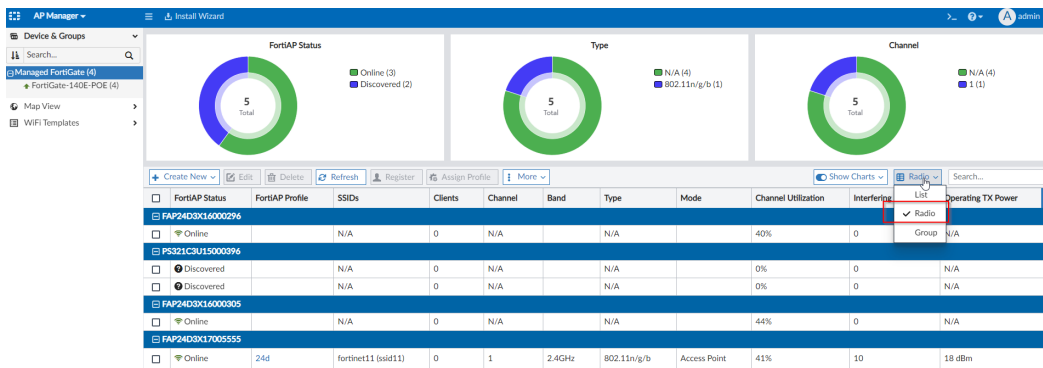 AP Manager
Install Wizard
admin
A
Device & Groups
Search...
Managed FortiGate (4)
FortiGate-140E-POE (4)
Map View
WiFi Templates
FortiAP Status
5
Total
Online (3)
Discovered (2)
Type
5
Total
N/A (4)
802.11n/g/b (1)
Channel
5
Total
N/A (4)
1 (1)
Create New Edit Delete Refresh Register Assign Profile More Show Charts Radio Search...
List
Radio
Group
FortiAP Status FortiAP Profile SSIDs Clients Channel Band Type Mode Channel Utilization Interfering Operating TX Power
FAP24D3X16000296
Online N/A 0 N/A N/A 40% 0 N/A
PS321C3U15000396
Discovered N/A 0 N/A N/A 0% 0 N/A
Discovered N/A 0 N/A N/A 0% 0 N/A
FAP24D3X16000305
Online N/A 0 N/A N/A 44% 0 N/A
FAP24D3X17005555
Online 24d fortinet11 (ssid11) 0 1 2.4GHz 802.11n/g/b Access Point 41% 10 18 dBm